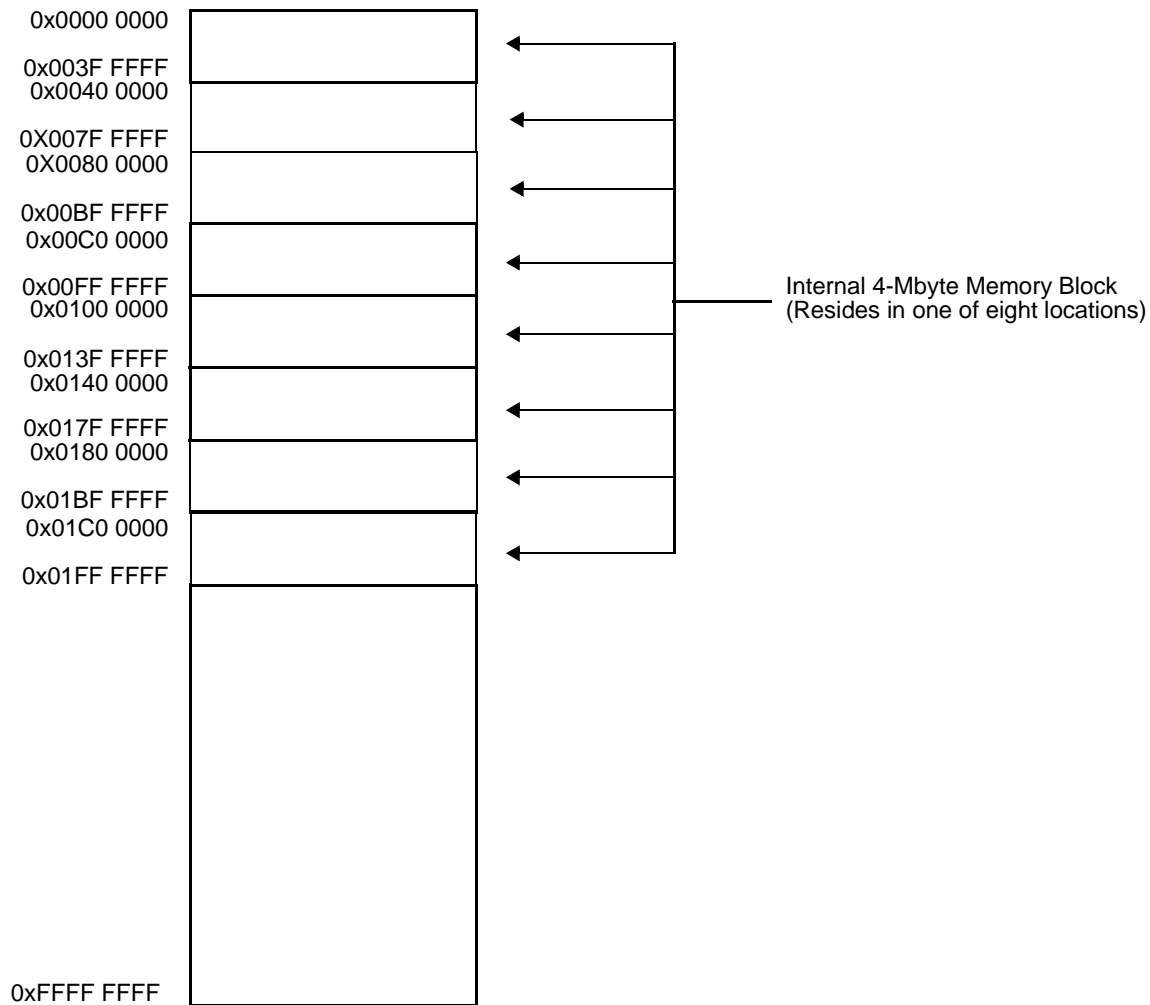 0x0000 0000
0x003F FFFF
0x0040 0000
0X007F FFFF
0X0080 0000
0x00BF FFFF
0x00C0 0000
0x00FF FFFF
0x0100 0000
0x013F FFFF
0x0140 0000
0x017F FFFF
0x0180 0000
0x01BF FFFF
0x01C0 0000
0x01FF FFFF
0xFFFF FFFF
Internal 4-Mbyte Memory Block
(Resides in one of eight locations)